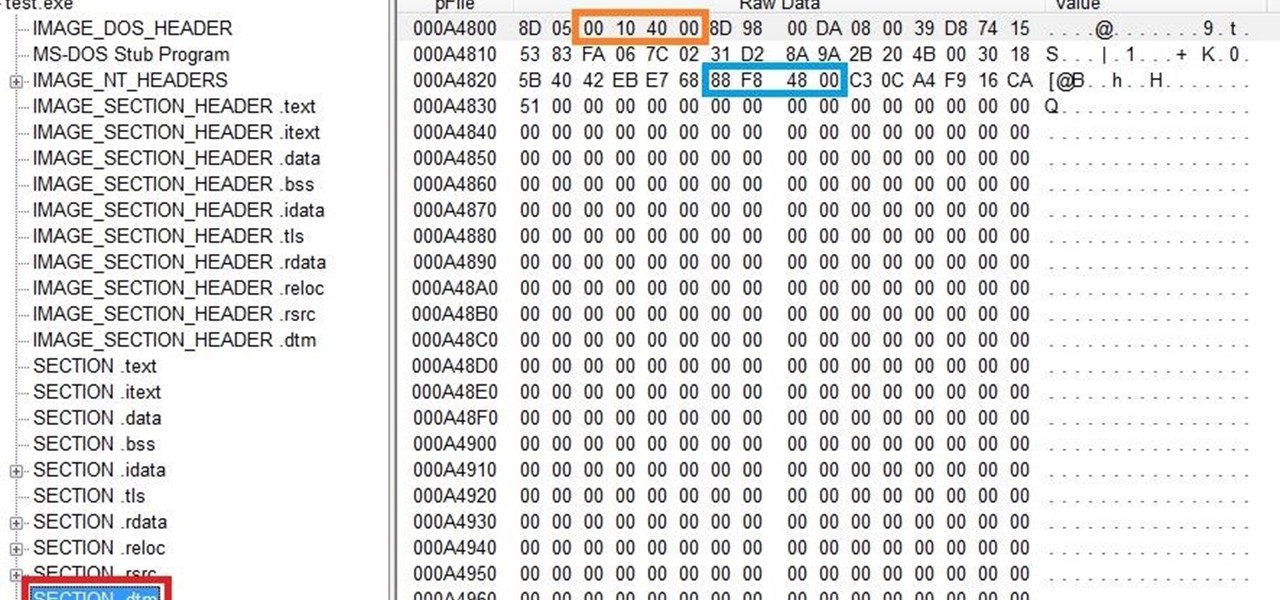 test.exe
IMAGE_DOS_HEADER
MS-DOS Stub Program
IMAGE_NT_HEADERS
IMAGE_SECTION_HEADER .text
IMAGE_SECTION_HEADER .itext
IMAGE_SECTION_HEADER .data
IMAGE_SECTION_HEADER .bss
IMAGE_SECTION_HEADER .idata
IMAGE_SECTION_HEADER .tls
IMAGE_SECTION_HEADER .rdata
IMAGE_SECTION_HEADER .reloc
IMAGE_SECTION_HEADER .rsrc
IMAGE_SECTION_HEADER .dtm
SECTION .text
SECTION .itext
SECTION .data
SECTION .bss
SECTION .idata
SECTION .tls
SECTION .rdata
SECTION .reloc
SECTION .rsrc
SECTION .dtm
pFile Raw Data Value
000A4800 8D 05 00 10 40 00 8D 98 00 DA 08 00 39 D8 74 15 . . . . @ . . . . . . . 9 . t .
000A4810 53 83 FA 06 7C 02 31 D2 8A 9A 2B 20 4B 00 30 18 S . . . | . 1 . . . + K . 0 .
000A4820 5B 40 42 EB E7 68 88 F8 48 00 C3 0C A4 F9 16 CA [ @ B . . h . . H . . . . . . .
000A4830 51 00 00 00 00 00 00 00 00 00 00 00 00 00 00 00 Q . . . . . . . . . . . . . . .
000A4840 00 00 00 00 00 00 00 00 00 00 00 00 00 00 00 00 . . . . . . . . . . . . . . . .
000A4850 00 00 00 00 00 00 00 00 00 00 00 00 00 00 00 00 . . . . . . . . . . . . . . . .
000A4860 00 00 00 00 00 00 00 00 00 00 00 00 00 00 00 00 . . . . . . . . . . . . . . . .
000A4870 00 00 00 00 00 00 00 00 00 00 00 00 00 00 00 00 . . . . . . . . . . . . . . . .
000A4880 00 00 00 00 00 00 00 00 00 00 00 00 00 00 00 00 . . . . . . . . . . . . . . . .
000A4890 00 00 00 00 00 00 00 00 00 00 00 00 00 00 00 00 . . . . . . . . . . . . . . . .
000A48A0 00 00 00 00 00 00 00 00 00 00 00 00 00 00 00 00 . . . . . . . . . . . . . . . .
000A48B0 00 00 00 00 00 00 00 00 00 00 00 00 00 00 00 00 . . . . . . . . . . . . . . . .
000A48C0 00 00 00 00 00 00 00 00 00 00 00 00 00 00 00 00 . . . . . . . . . . . . . . . .
000A48D0 00 00 00 00 00 00 00 00 00 00 00 00 00 00 00 00 . . . . . . . . . . . . . . . .
000A48E0 00 00 00 00 00 00 00 00 00 00 00 00 00 00 00 00 . . . . . . . . . . . . . . . .
000A48F0 00 00 00 00 00 00 00 00 00 00 00 00 00 00 00 00 . . . . . . . . . . . . . . . .
000A4900 00 00 00 00 00 00 00 00 00 00 00 00 00 00 00 00 . . . . . . . . . . . . . . . .
000A4910 00 00 00 00 00 00 00 00 00 00 00 00 00 00 00 00 . . . . . . . . . . . . . . . .
000A4920 00 00 00 00 00 00 00 00 00 00 00 00 00 00 00 00 . . . . . . . . . . . . . . . .
000A4930 00 00 00 00 00 00 00 00 00 00 00 00 00 00 00 00 . . . . . . . . . . . . . . . .
000A4940 00 00 00 00 00 00 00 00 00 00 00 00 00 00 00 00 . . . . . . . . . . . . . . . .
000A4950 00 00 00 00 00 00 00 00 00 00 00 00 00 00 00 00 . . . . . . . . . . . . . . . .
000A4960 00 00 00 00 00 00 00 00 00 00 00 00 00 00 00 00